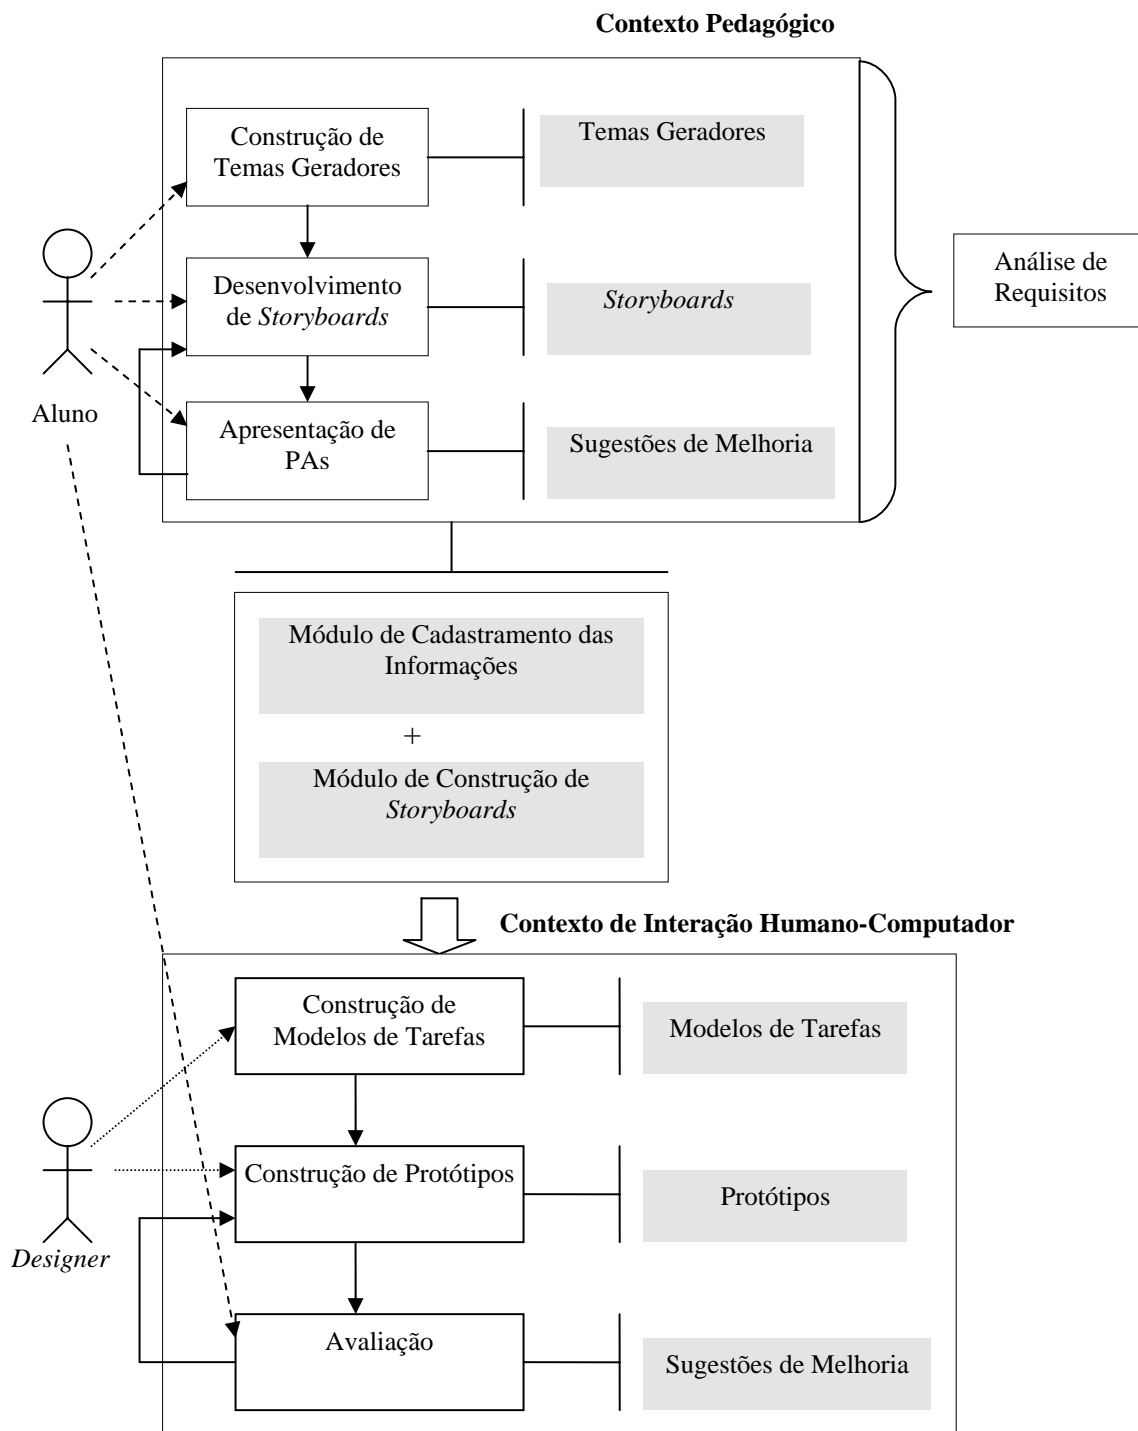 Contexto Pedagógico
Construção de
Temas Geradores
Temas Geradores
Desenvolvimento
de Storyboards
Storyboards
Análise de
Requisitos
Aluno
Apresentação de
PAs
Sugestões de Melhoria
Módulo de Cadastramento das
Informações
+
Módulo de Construção de
Storyboards
Contexto de Interação Humano-Computador
Construção de
Modelos de Tarefas
Modelos de Tarefas
Construção de Protótipos
Protótipos
Designer
Avaliação
Sugestões de Melhoria